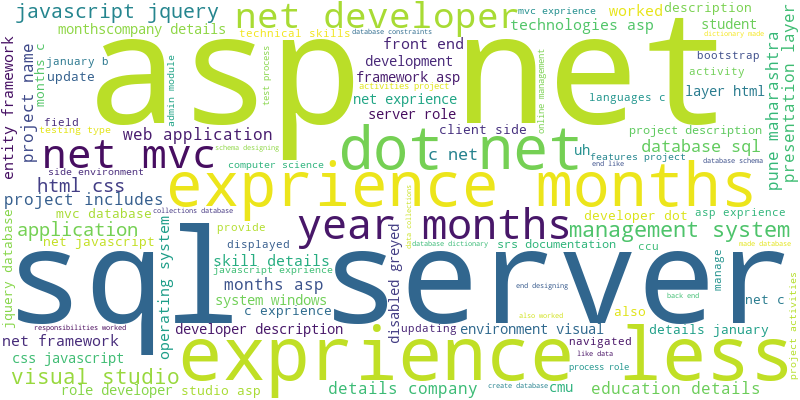 javascript jquery
net developer
mvc exprience
worked
description
monthscompany details
technical skills
database constraints
technologies asp
student
dictionary made
asp net
front end
bootstrap
january b
development
activity
update
test process
framework asp
activities project
online management
entity framework
project name
months c
admin module
net exprience
languages c
layer html
pune maharashtra
presentation layer
field
server role
testing type
web application
client side
project description
net mvc
schema designing
dot net
c net
uh
database sql
features project
computer science
end like
database schema
side environment
html css
exprience months
project includes
collections database
mvc database
year months
developer dot
asp exprience
application
provide
management system
net javascript
displayed
disabled greyed
data collections
database dictionary
srs documentation
ccu
made database
jquery database
operating system
skill details
javascript exprience
sql server
manage
months asp
end designing
back end
system windows
net c
c exprience
also worked
also
responsibilities worked
developer description
updating
environment visual
details january
project activities
net framework
exprience less
navigated
css javascript
like data
visual studio
process role
role developer
studio asp
details company
cmu
create database
education details